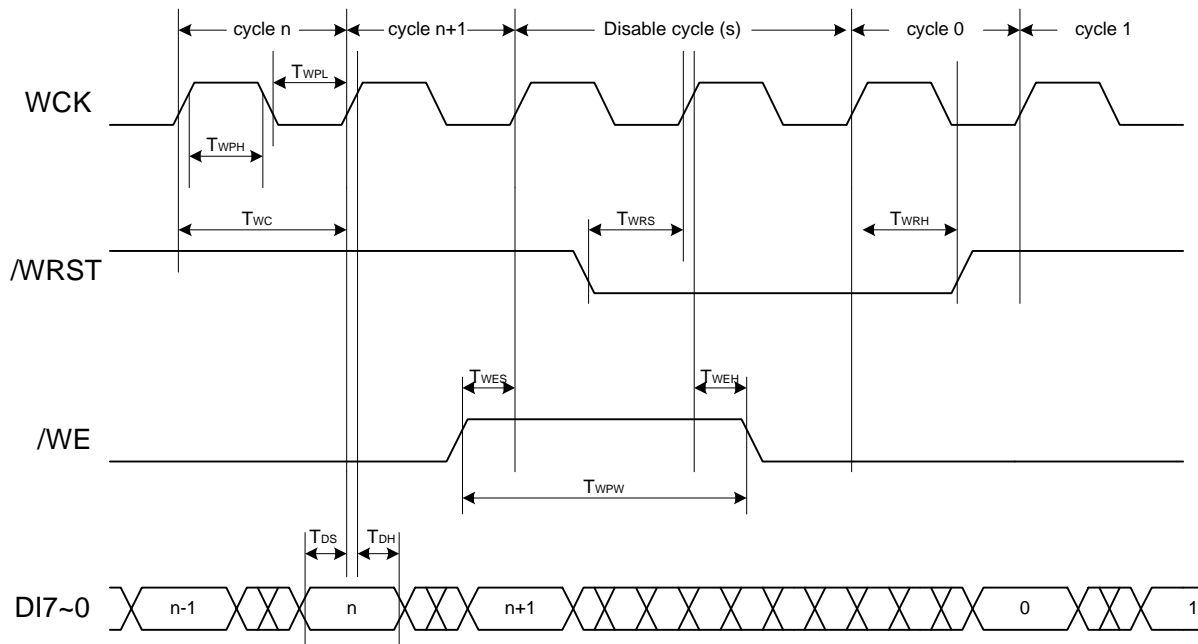 cycle n cycle n+1 Disable cycle (s) cycle 0 cycle 1
TWPL
WCK
TWPH
TWC TWRS TWRH
/WRST
TWES TWEH
/WE
TWPW
TDS TDH
DI7~0 n-1 n n+1 0 1